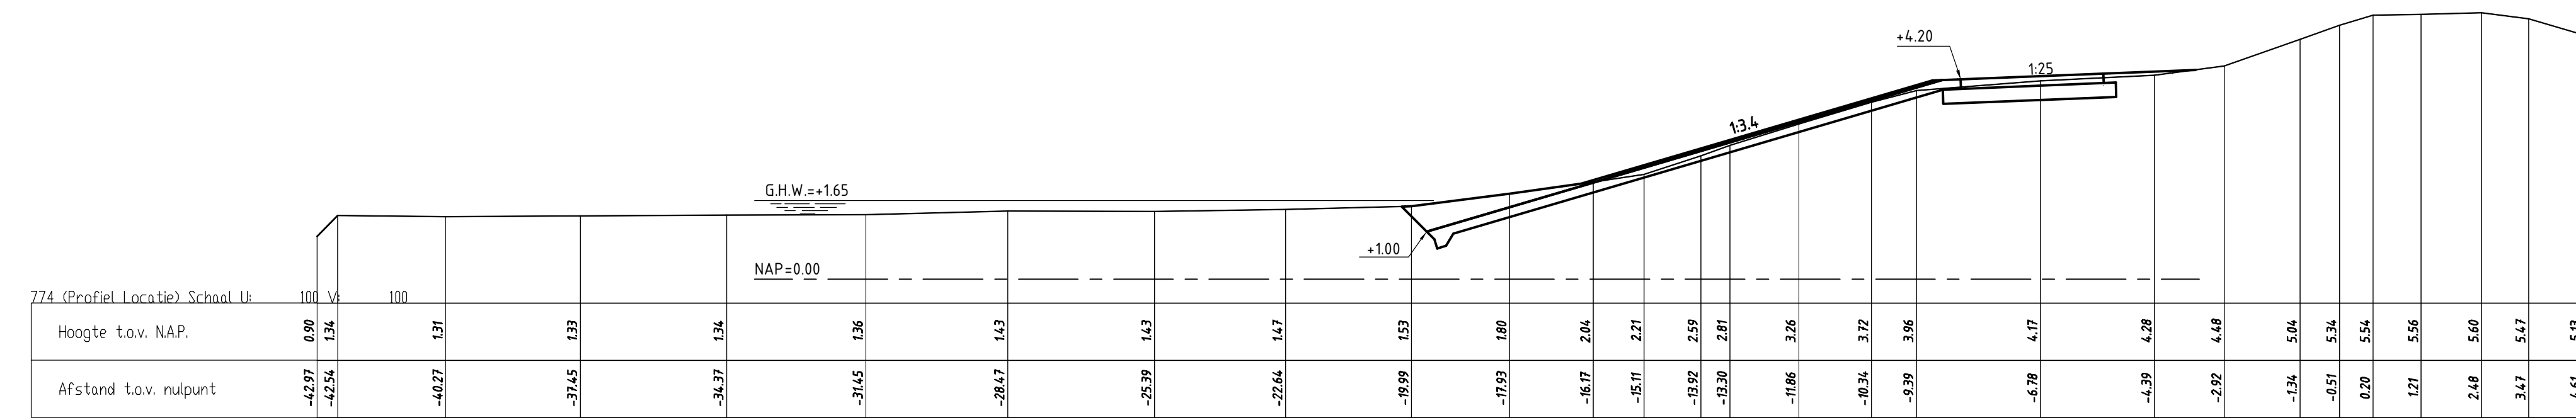 +4.20
1:25
1:3.4
G.H.W.=+1.65
+1.00
NAP=0.00
774 (Profiel Locatie) Schaal U: 100 V: 100
Hoogte t.o.v. N.A.P. 0.90 1.34 1.31 1.33 1.34 1.36 1.43 1.43 1.47 1.53 1.80 2.04 2.21 2.59 2.81 3.26 3.72 3.96 4.17 4.28 4.48 5.04 5.34 5.54 5.56 5.60 5.47
Afstand t.o.v. nulpunt -42.97 -42.54 -40.27 -37.45 -34.37 -31.45 -28.47 -25.39 -22.64 -19.99 -17.93 -16.17 -15.11 -13.92 -13.30 -11.86 -10.34 -9.39 -6.78 -4.39 -2.92 -1.34 -0.51 0.20 1.21 2.48 3.47